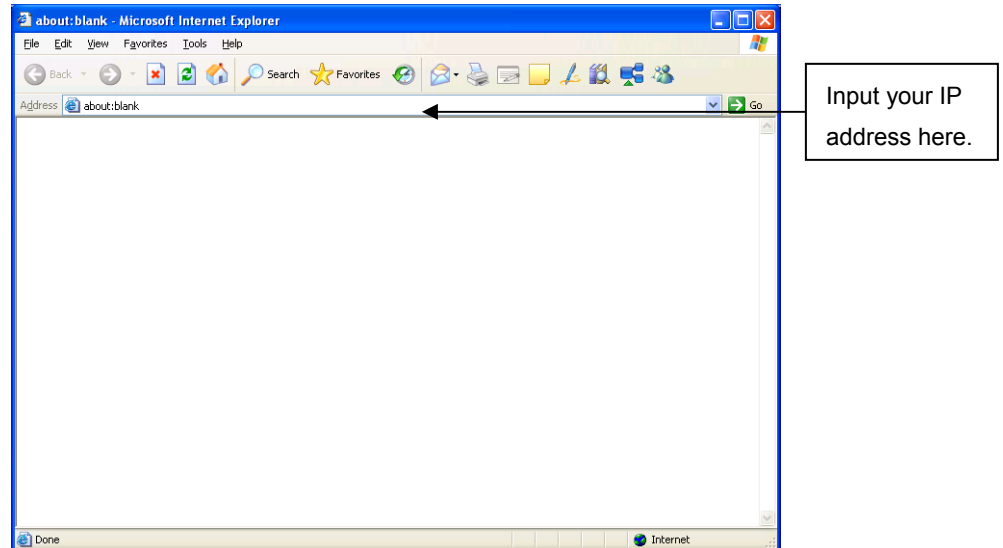 about:blank - Microsoft Internet Explorer
File Edit View Favorites Tools Help
Back Search Favorites
Address about:blank Go
Input your IP
address here.
Done Internet